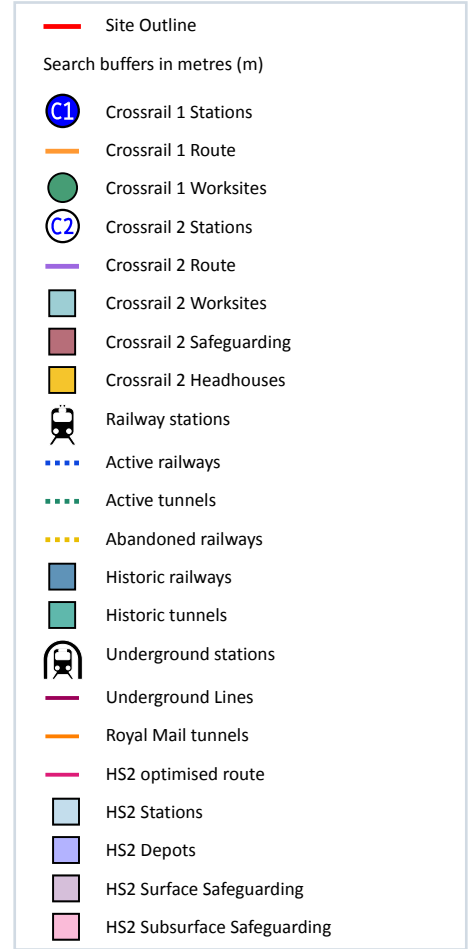 Site Outline
Search buffers in metres (m)
C1 Crossrail 1 Stations
Crossrail 1 Route
Crossrail 1 Worksites
C2 Crossrail 2 Stations
Crossrail 2 Route
Crossrail 2 Worksites
Crossrail 2 Safeguarding
Crossrail 2 Headhouses
Railway stations
Active railways
Active tunnels
Abandoned railways
Historic railways
Historic tunnels
Underground stations
Underground Lines
Royal Mail tunnels
HS2 optimised route
HS2 Stations
HS2 Depots
HS2 Surface Safeguarding
HS2 Subsurface Safeguarding